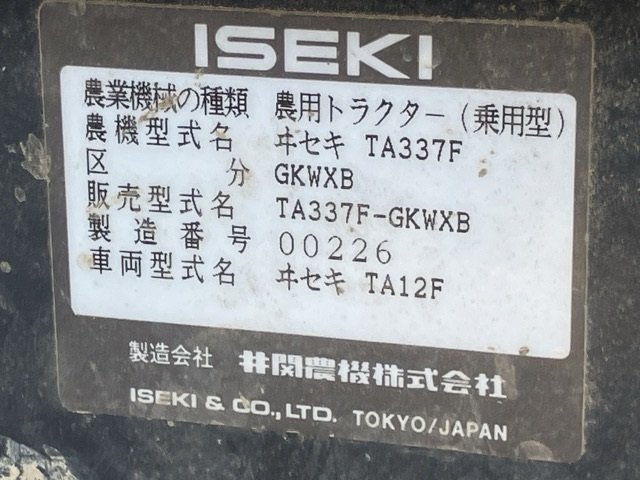 ISEKI
農業機械の種類 農用トラクター(乗用型)
農機型式名 ヰセキ TA337F
区分 GKWXB
販売型式名 TA337F-GKWXB
製造番号 00226
車両型式名 ヰセキ TA12F
製造会社 井関農機株式会社
ISEKI & CO., LTD. TOKYO/JAPAN